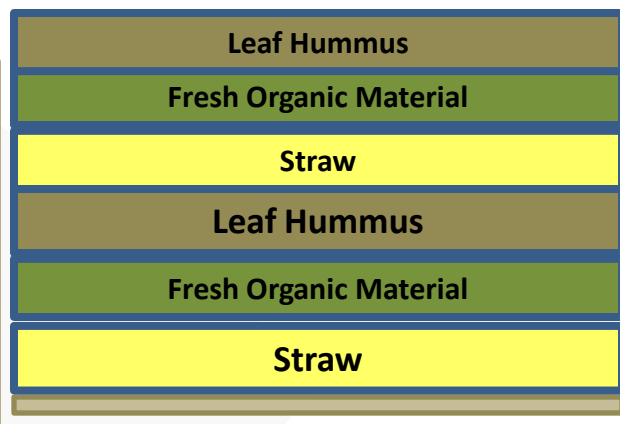 Leaf Hummus
Fresh Organic Material
Straw
Leaf Hummus
Fresh Organic Material
Straw